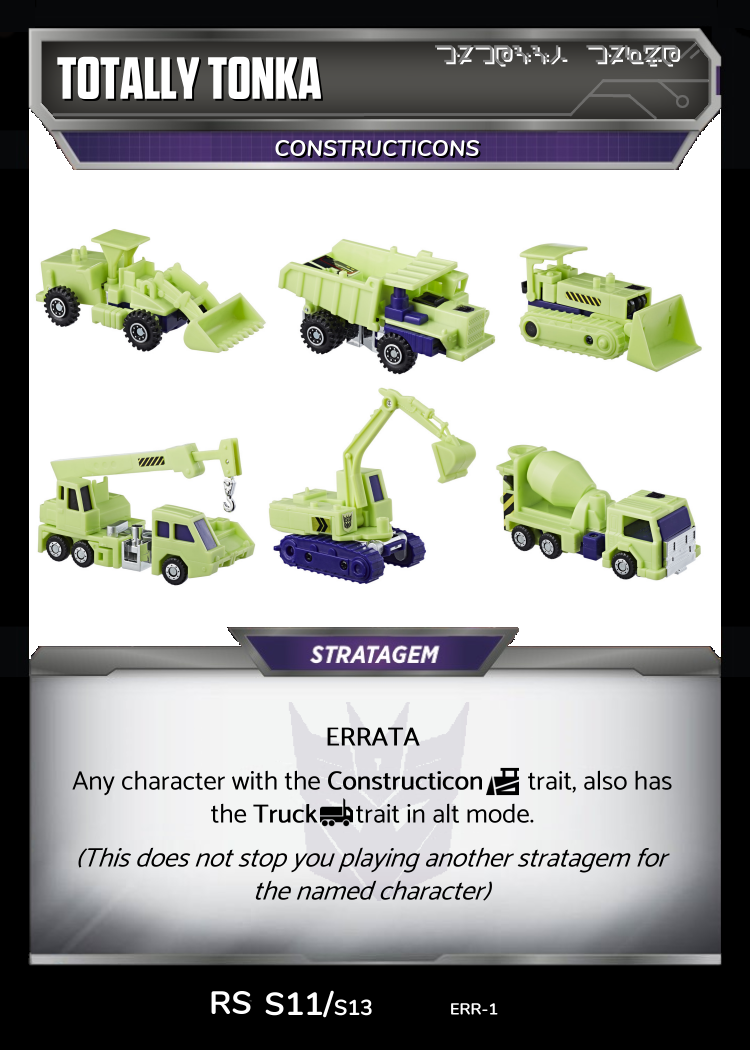 TOTALLY TONKA
CONSTRUCTICONS
STRATAGEM
ERRATA
Any character with the Constructicon trait, also has
the Truck trait in alt mode.
(This does not stop you playing another stratagem for
the named character)
RS S11/S13 ERR-1